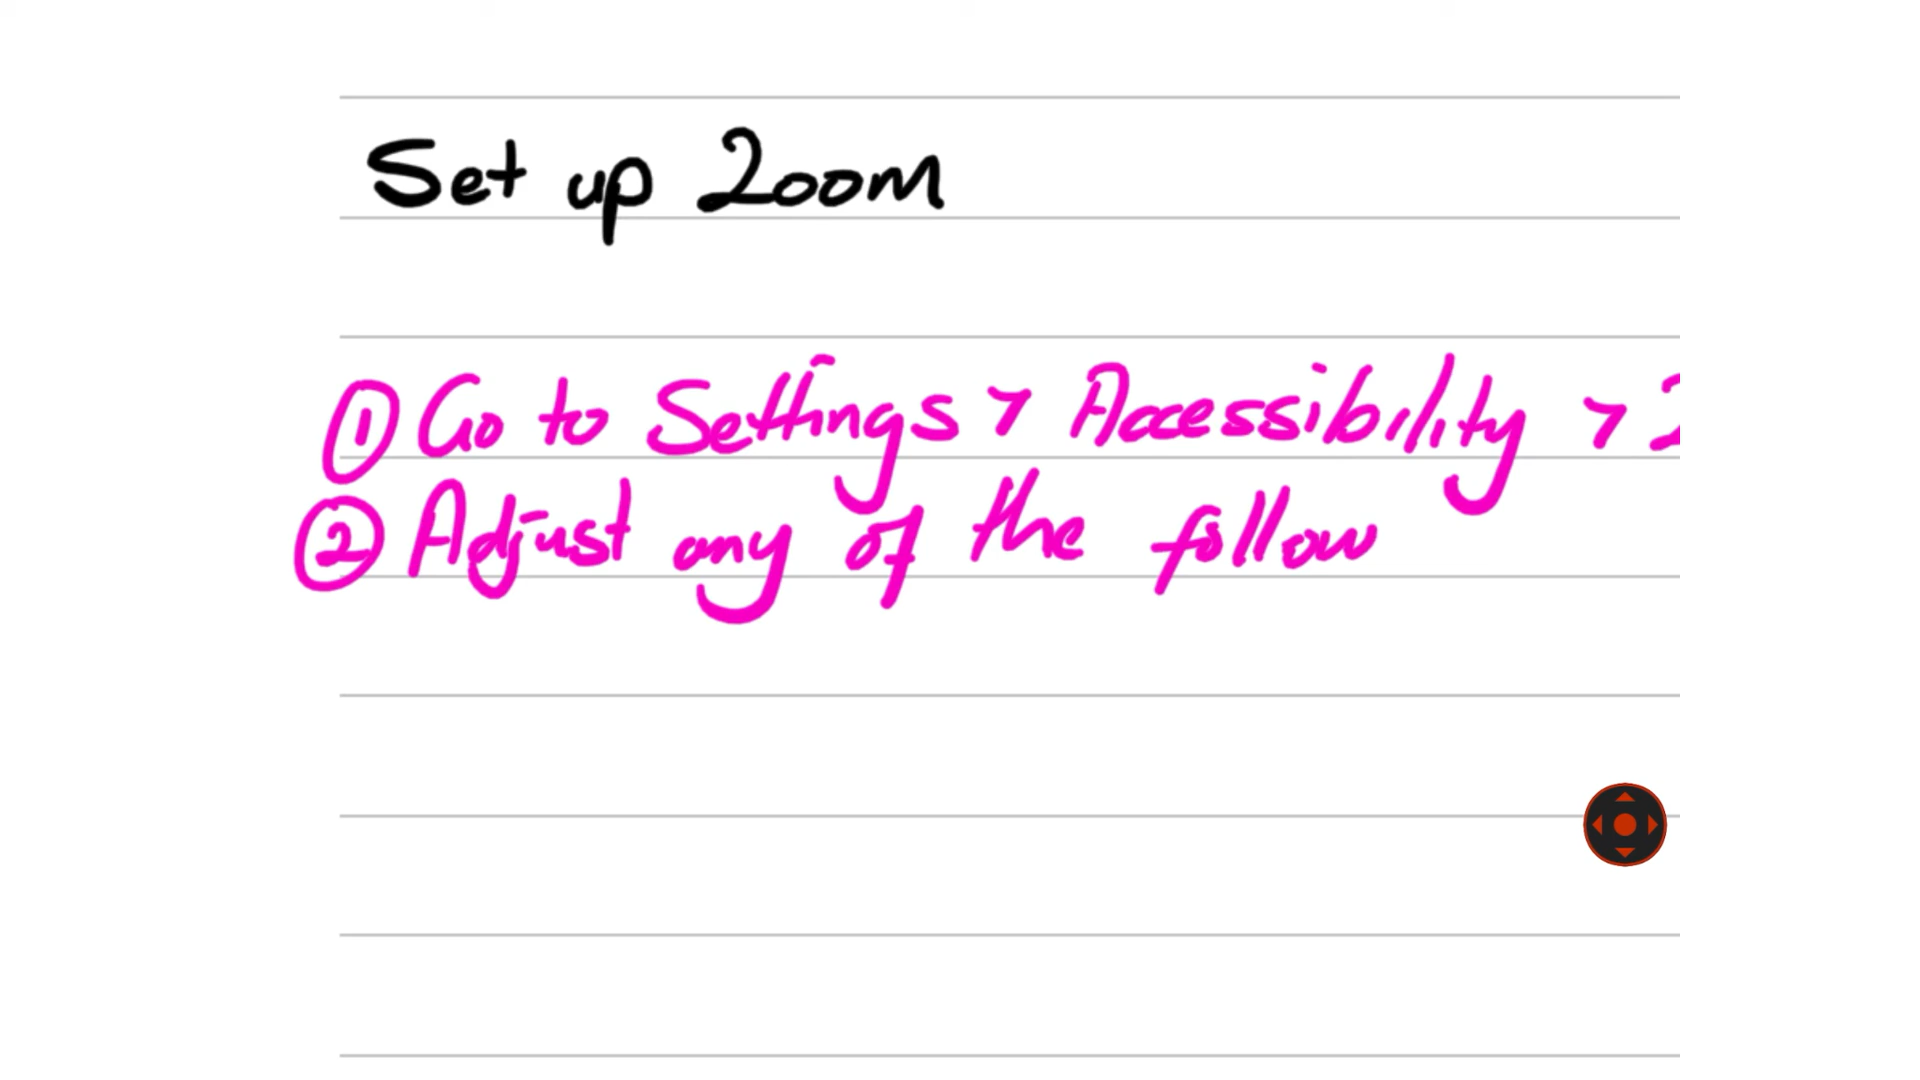 Set up Zoom
① Go to Settings > Accessibility >
② Adjust any of the follow